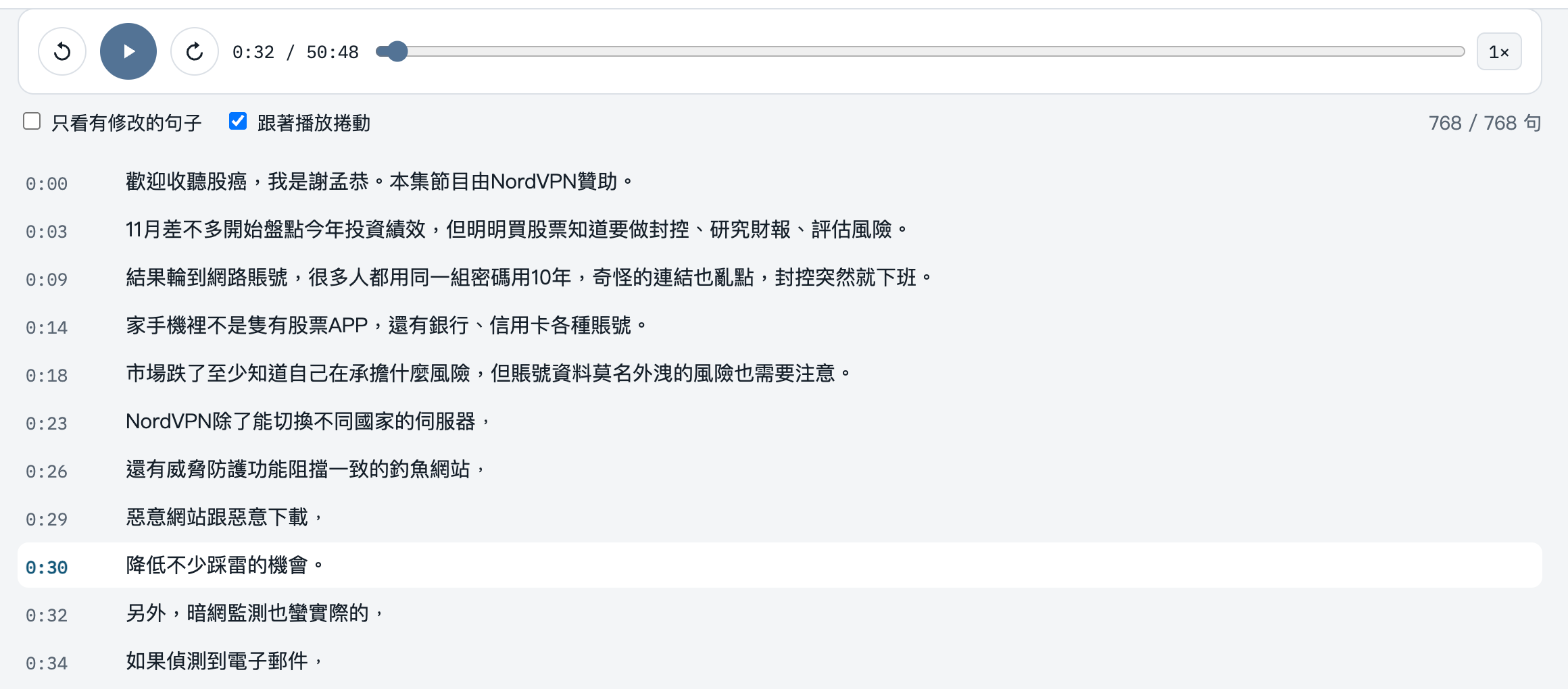 0:32 / 50:48 1×
只看有修改的句子 跟著播放捲動 768 / 768 句
0:00 歡迎收聽股癌，我是謝孟恭。本集節目由NordVPN贊助。
0:03 11月差不多開始盤點今年投資績效，但明明買股票知道要做封控、研究財報、評估風險。
0:09 結果輪到網路賬號，很多人都用同一組密碼用10年，奇怪的連結也亂點，封控突然就下班。
0:14 家手機裡不是隻有股票APP，還有銀行、信用卡各種賬號。
0:18 市場跌了至少知道自己在承擔什麼風險，但賬號資料莫名外洩的風險也需要注意。
0:23 NordVPN除了能切換不同國家的伺服器，
0:26 還有威脅防護功能阻擋一致的釣魚網站，
0:29 惡意網站跟惡意下載，
0:30 降低不少踩雷的機會。
0:32 另外，暗網監測也蠻實際的，
0:34 如果偵測到電子郵件，